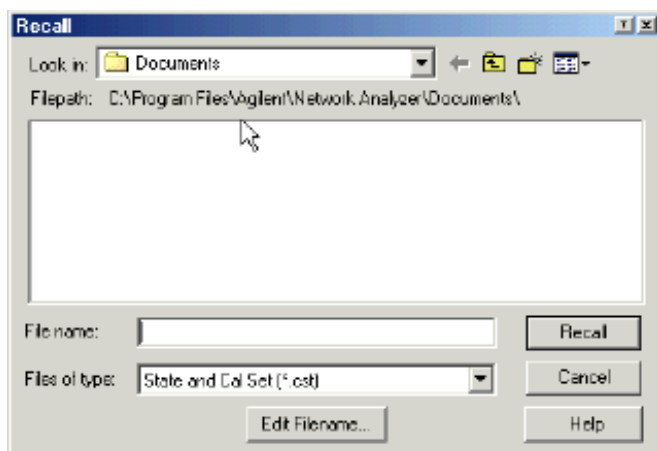 Recall
Look in: Documents
Filepath: C:\Program Files\Agilent\Network Analyzer\Documents\
File name:
Recall
Files of type: State and Cal Set (*.cst)
Cancel
Edit Filename...
Help